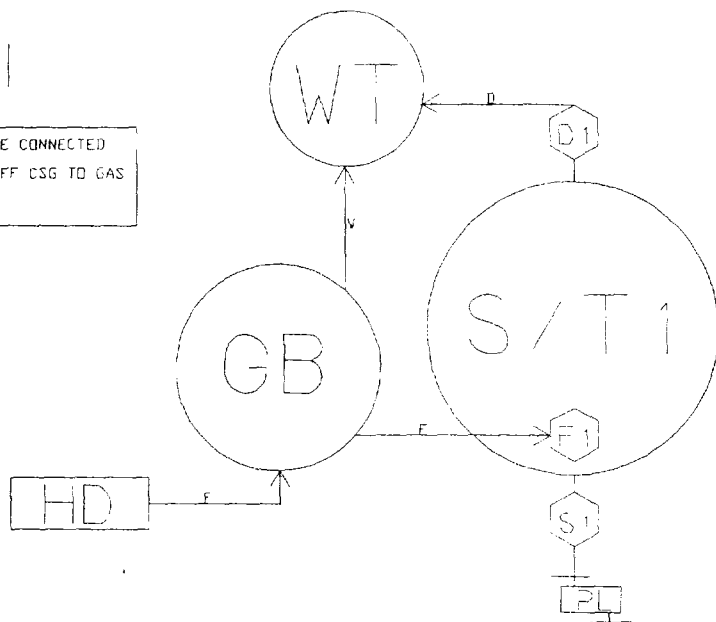 WT
D
D1
E CONNECTED
FF CSG TO GAS
V
S/T1
GB
F
F1
HD
F
S1
PL